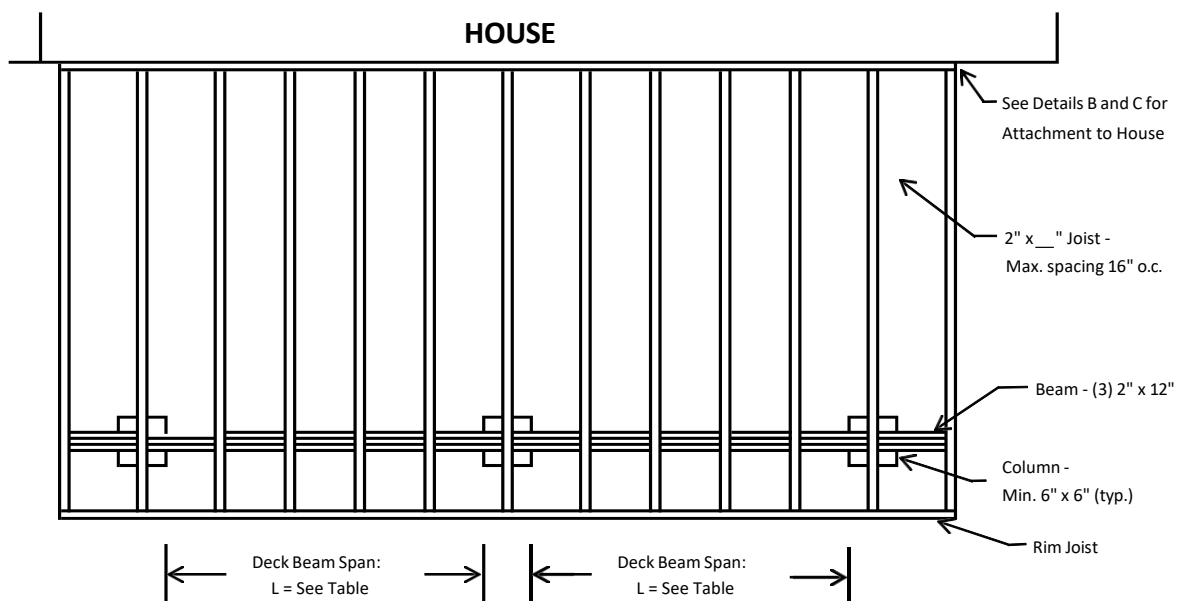 HOUSE
See Details B and C for
Attachment to House
2" x __" Joist -
Max. spacing 16" o.c.
Beam - (3) 2" x 12"
Column -
Min. 6" x 6" (typ.)
Rim Joist
Deck Beam Span:
L = See Table
Deck Beam Span:
L = See Table